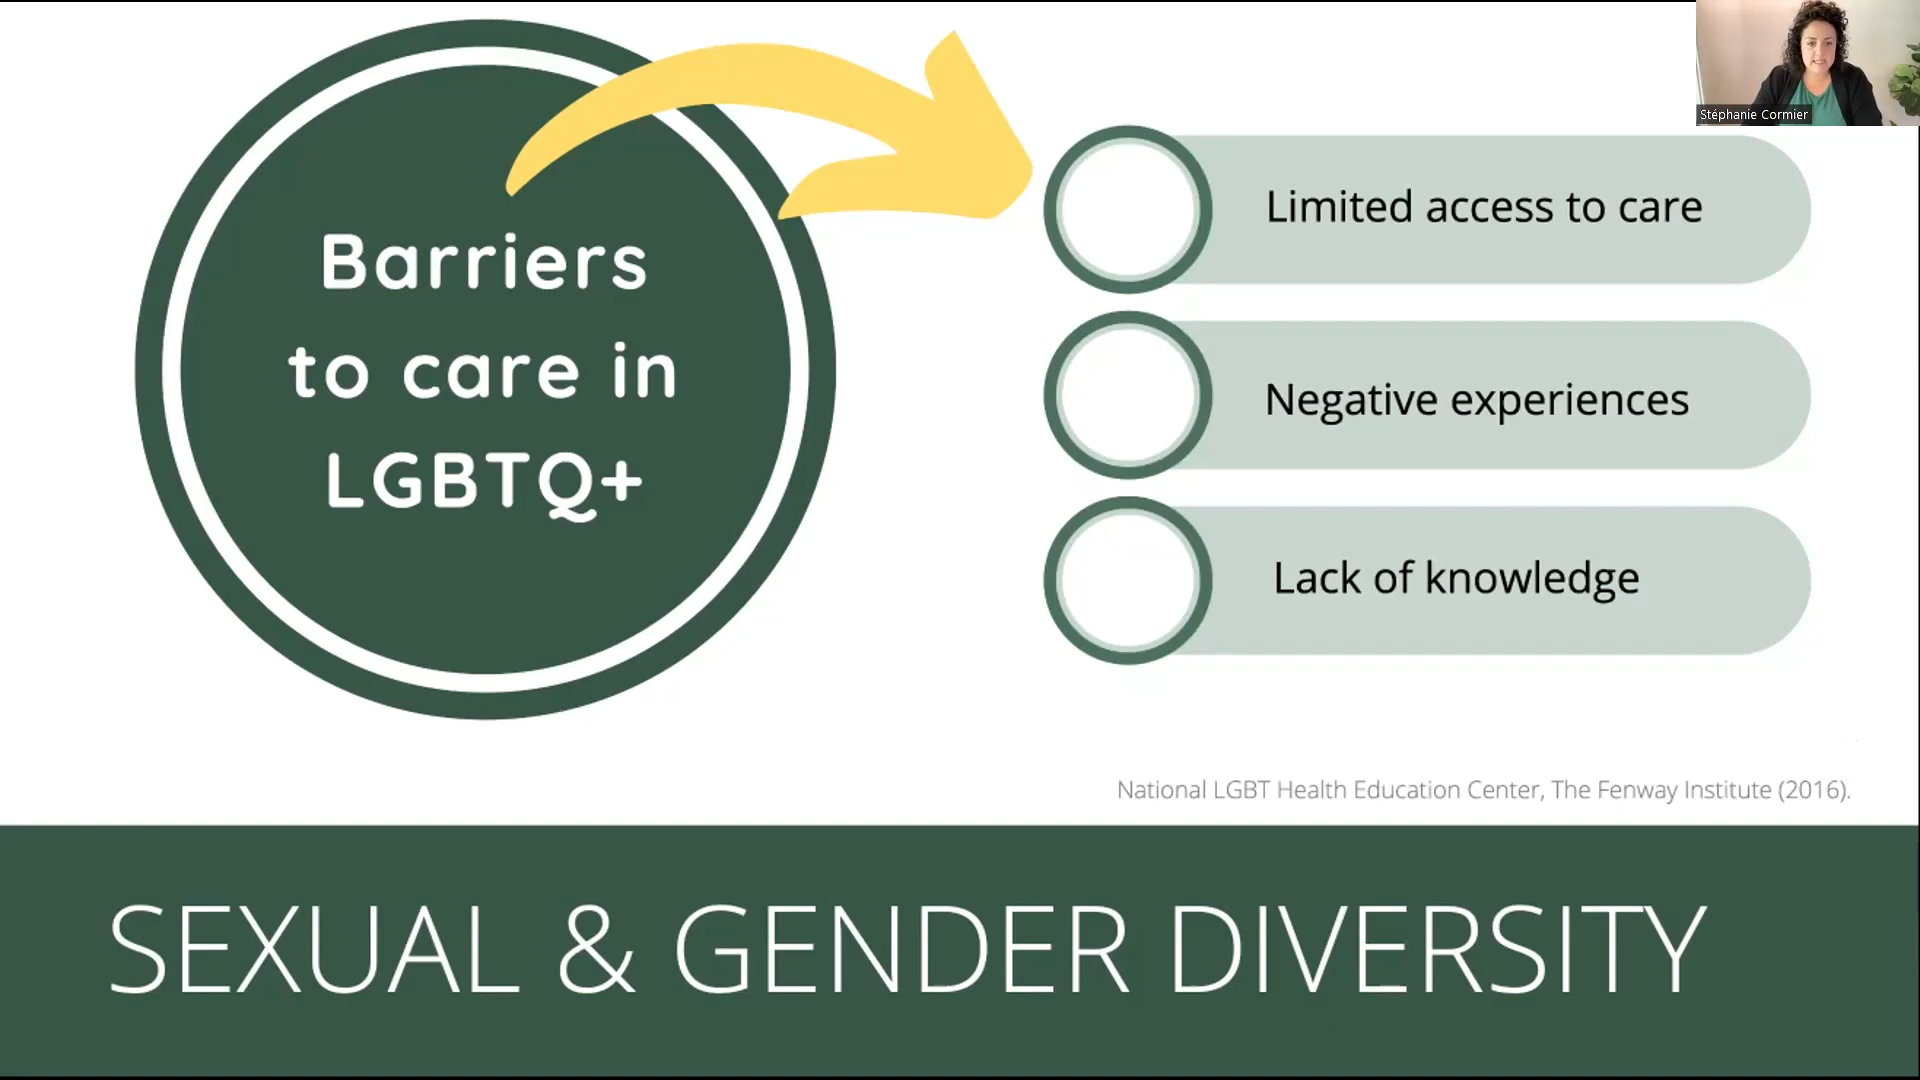 Barriers
to care in
LGBTQ+
Stéphanie Cormier
Limited access to care
Negative experiences
Lack of knowledge
National LGBT Health Education Center, The Fenway Institute (2016).
SEXUAL & GENDER DIVERSITY